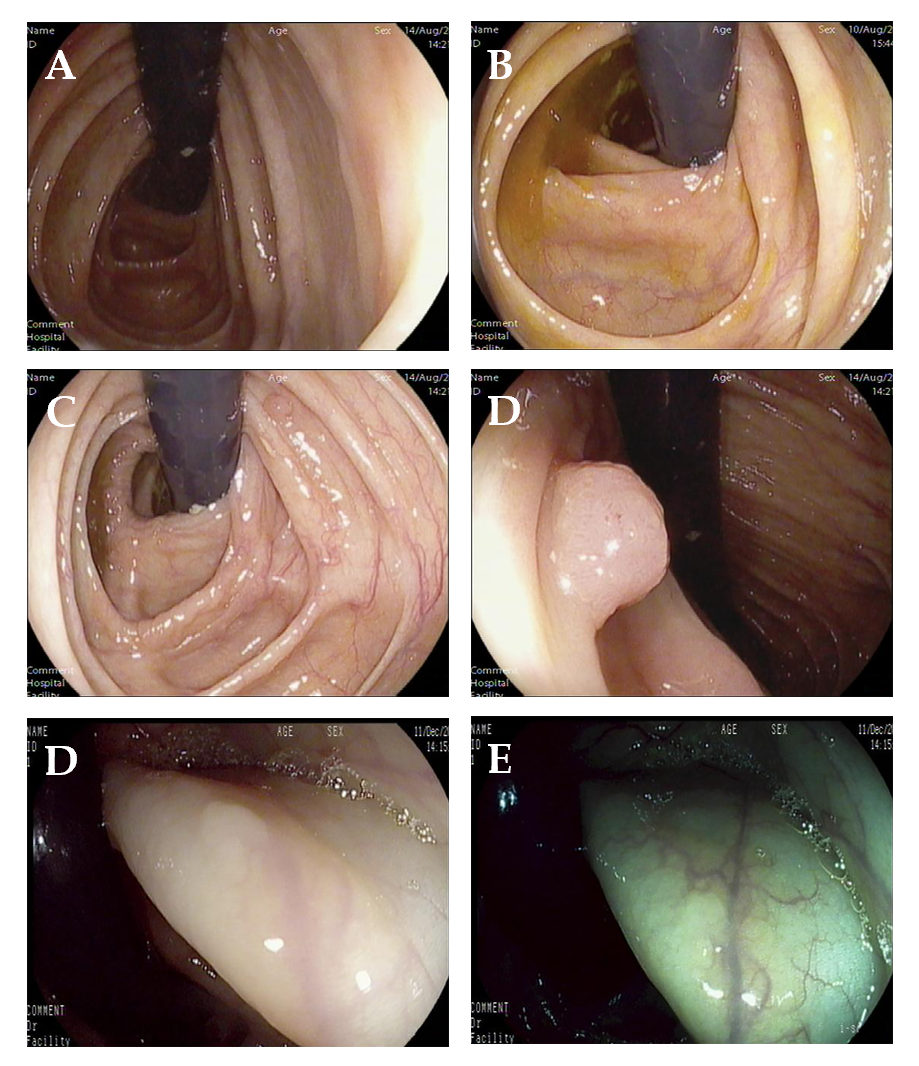 Name Age Sex 14/Aug/2
ID 14:21
A
Comment
Hospital
Facility
Name Age Sex 10/Aug/2
ID 15:44
B
Comment
Hospital
Facility
Name Age Sex 14/Aug/2
ID 14:21
C
Comment
Hospital
Facility
Name Age Sex 14/Aug/2
ID 14:21
D
Comment
Hospital
Facility
NAME AGE SEX 11/Dec/2
ID 14:15
1
D
COMMENT
Dr
Facility
NAME AGE SEX 11/Dec/2
ID 14:15
1
E
COMMENT
Dr
Facility